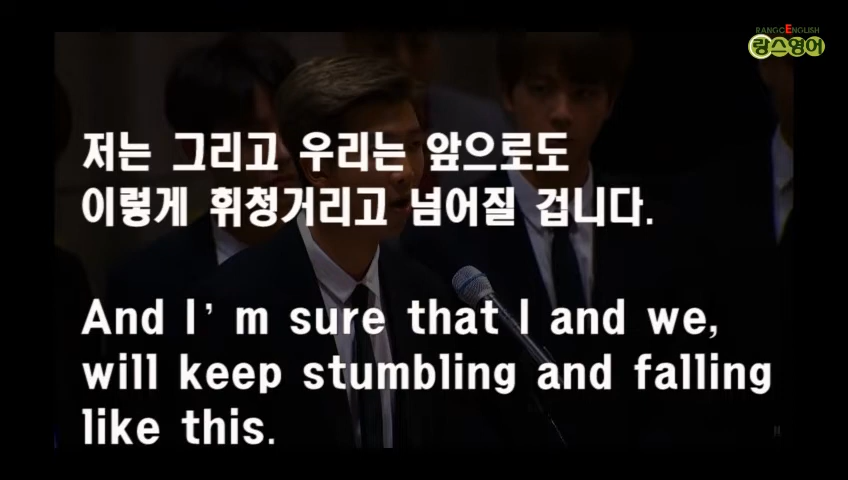 RANGCENGLISH
랑스영어
저는 그리고 우리는 앞으로도
이렇게 휘청거리고 넘어질 겁니다.
And I'm sure that I and we,
will keep stumbling and falling
like this.